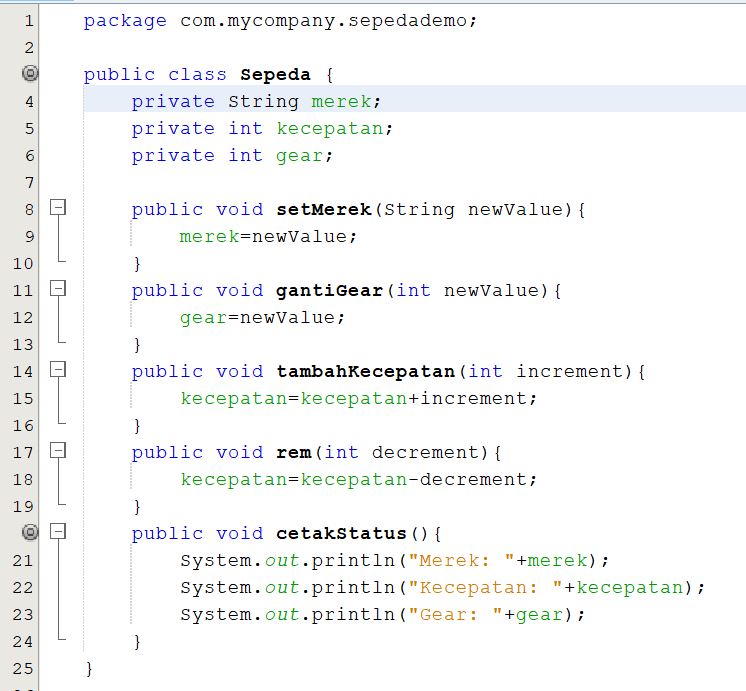 1 package com.mycompany.sepedademo;
2
public class Sepeda {
4 private String merek;
5 private int kecepatan;
6 private int gear;
7
8 public void setMerek(String newValue){
9 merek=newValue;
10 }
11 public void gantiGear(int newValue){
12 gear=newValue;
13 }
14 public void tambahKecepatan(int increment){
15 kecepatan=kecepatan+increment;
16 }
17 public void rem(int decrement){
18 kecepatan=kecepatan-decrement;
19 }
public void cetakStatus(){
21 System.out.println("Merek: "+merek);
22 System.out.println("Kecepatan: "+kecepatan);
23 System.out.println("Gear: "+gear);
24 }
25 }